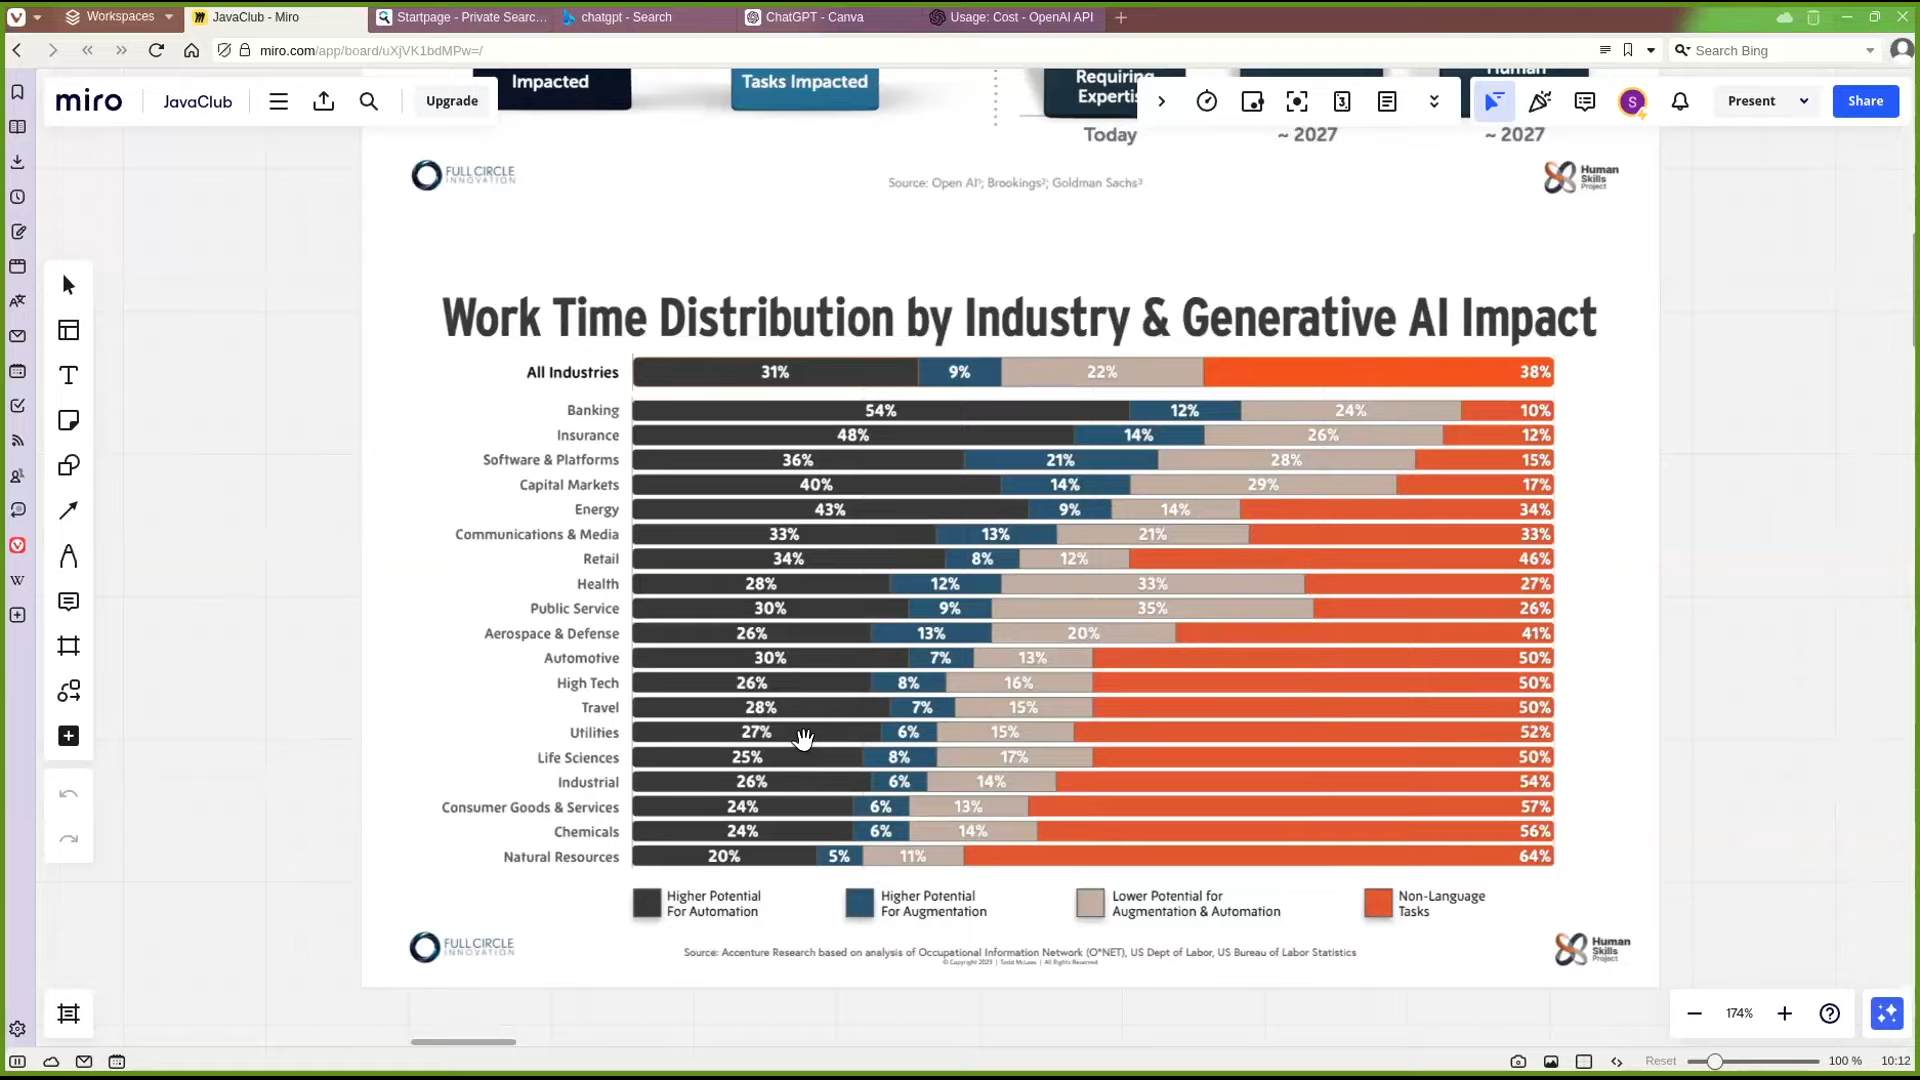 Workspaces
JavaClub - Miro
Startpage - Private Searc...
chatgpt - Search
ChatGPT - Canva
Usage: Cost - OpenAI API
miro.com/app/board/uXjVK1bdMPw=/
Search Bing
miro
JavaClub
Upgrade
Present
Share
S
3
Impacted
Tasks Impacted
Requiring
Human
Today
~ 2027
~ 2027
FULL CIRCLE
INNOVATION
Source: Open AI¹; Brookings²; Goldman Sachs³
Human
Skills
Project
Work Time Distribution by Industry & Generative AI Impact
All Industries 31% 9% 22% 38%
Banking 54% 12% 24% 10%
Insurance 48% 14% 26% 12%
Software & Platforms 36% 21% 28% 15%
Capital Markets 40% 14% 29% 17%
Energy 43% 9% 14% 34%
Communications & Media 33% 13% 21% 33%
Retail 34% 8% 12% 46%
Health 28% 12% 33% 27%
Public Service 30% 9% 35% 26%
Aerospace & Defense 26% 13% 20% 41%
Automotive 30% 7% 13% 50%
High Tech 26% 8% 16% 50%
Travel 28% 7% 15% 50%
Utilities 27% 6% 15% 52%
Life Sciences 25% 8% 17% 50%
Industrial 26% 6% 14% 54%
Consumer Goods & Services 24% 6% 13% 57%
Chemicals 24% 6% 14% 56%
Natural Resources 20% 5% 11% 64%
Higher Potential
For Automation
Higher Potential
For Augmentation
Lower Potential for
Augmentation & Automation
Non-Language
Tasks
FULL CIRCLE
INNOVATION
Source: Accenture Research based on analysis of Occupational Information Network (O*NET), US Dept of Labor, US Bureau of Labor Statistics
© Copyright 2023 | Todd McLees | All Rights Reserved
Human
Skills
Project
174%
Reset
100 %
10:12